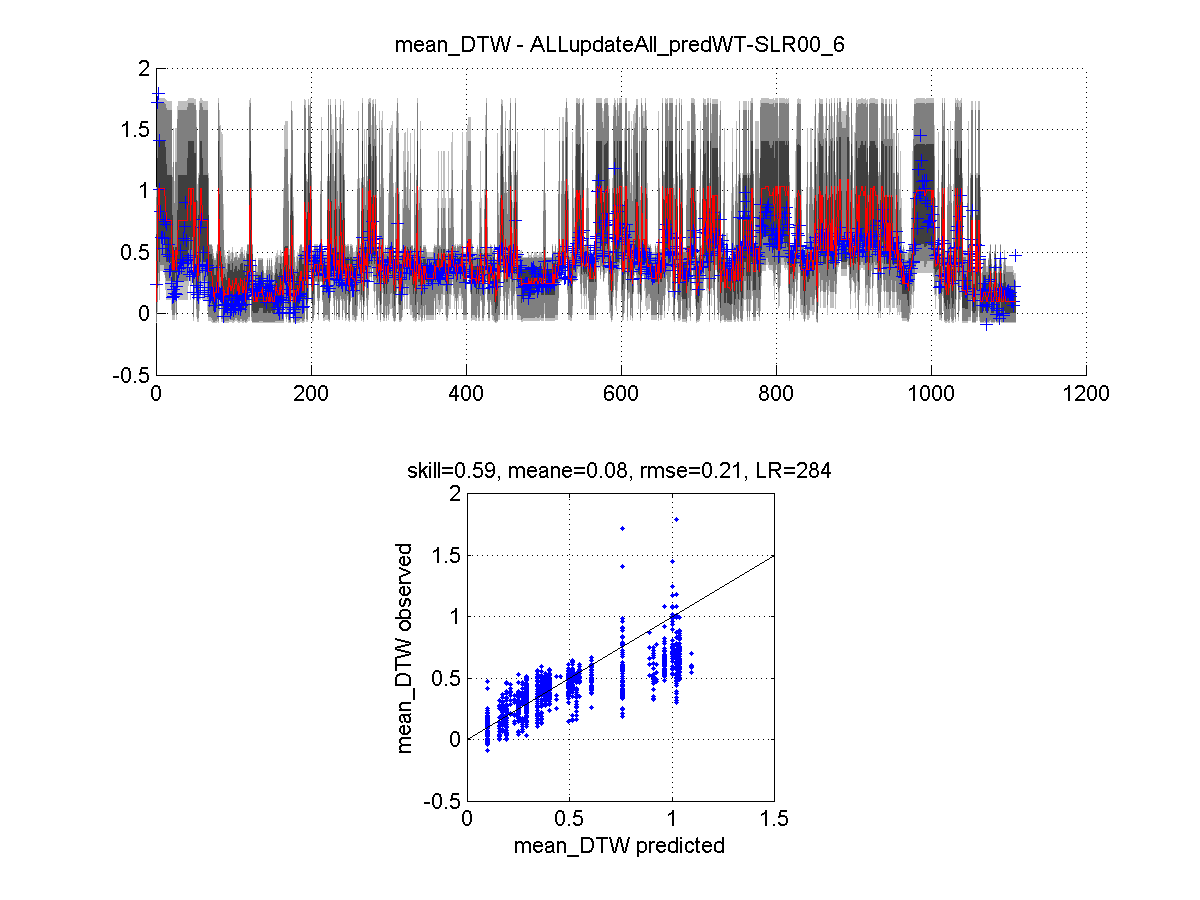 mean_DTW - ALLupdateAll_predWT-SLR00_6
2
1.5
1
0.5
0
-0.5
0 200 400 600 800 1000 1200
skill=0.59, meane=0.08, rmse=0.21, LR=284
mean_DTW observed
2
1.5
1
0.5
0
-0.5
0 0.5 1 1.5
mean_DTW predicted